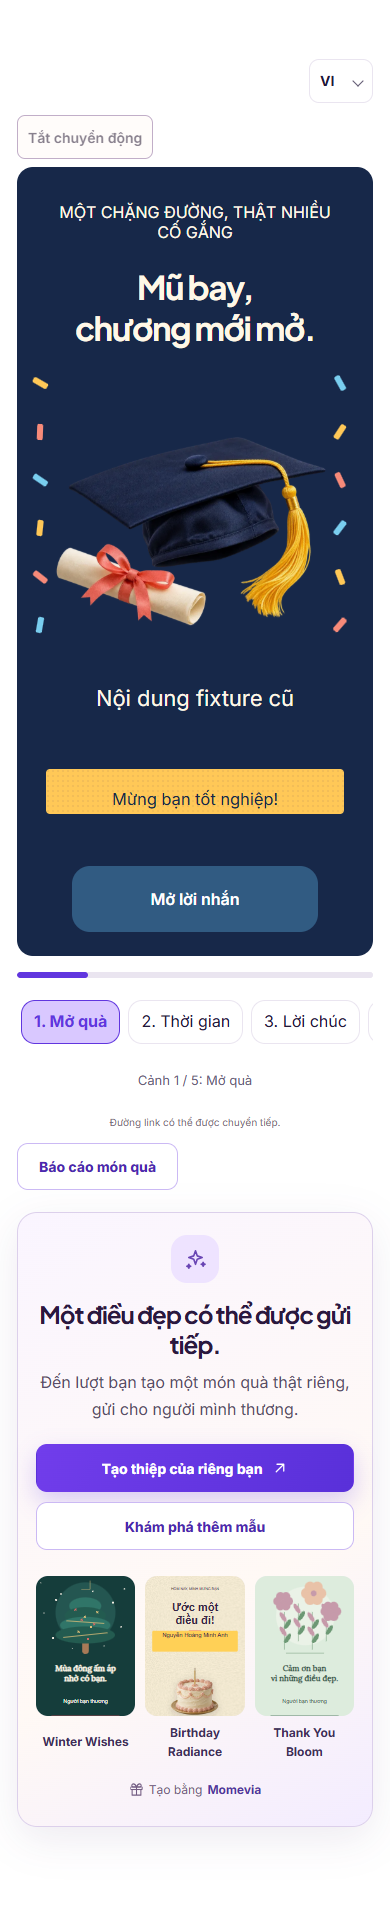 VI
Tắt chuyển động
MỘT CHẶNG ĐƯỜNG, THẬT NHIỀU
CỐ GẮNG
Mũ bay,
chương mới mở.
Nội dung fixture cũ
Mừng bạn tốt nghiệp!
Mở lời nhắn
1. Mở quà
2. Thời gian
3. Lời chúc
Cảnh 1 / 5: Mở quà
Đường link có thể được chuyển tiếp.
Báo cáo món quà
Một điều đẹp có thể được gửi
tiếp.
Đến lượt bạn tạo một món quà thật riêng,
gửi cho người mình thương.
Tạo thiệp của riêng bạn
Khám phá thêm mẫu
Mùa đông ấm áp
nhờ có bạn.
Người bạn thương
Winter Wishes
HÔM NAY, MÌNH MỪNG BẠN
Ước một
điều đi!
Nguyễn Hoàng Minh Anh
Birthday
Radiance
Cảm ơn bạn
vì những điều đẹp.
Người bạn thương
Thank You
Bloom
Tạo bằng Momevia